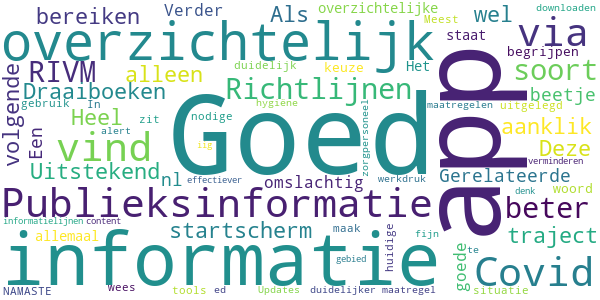 bereiken Verder Als overzichtelijke wel downloaden
Meest
overzichtelijk app via
staat begrijpen
RIVM alleen duidelijk keuze Het soort
volgende Draaiboeken Richtlijnen beetje
gebruik In hygiëne maatregelen uitgelegd
Een Heel zit nodige Goed zorgpersoneel aanklik
alert vind iig werkdruk Deze
verminderen
Uitstekend nl effectiever omslachtig Gerelateerde
denk woord
Publieksinformatie beter
informatielijnen content startscherm maak huidige fijn traject
allemaal goede te
informatie gebied Covid
NAMASTE wees tools ed Updates duidelijker maatregel situatie